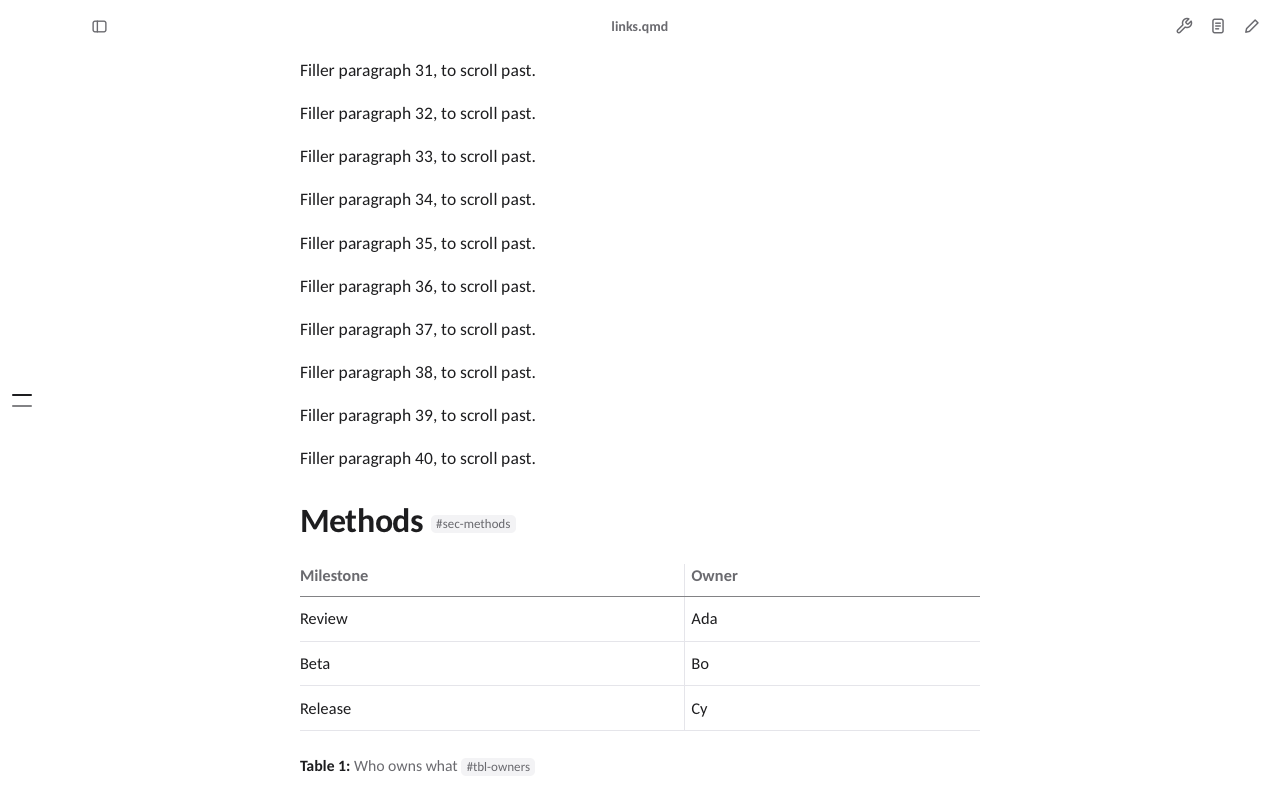 links.qmd
Filler paragraph 31, to scroll past.
Filler paragraph 32, to scroll past.
Filler paragraph 33, to scroll past.
Filler paragraph 34, to scroll past.
Filler paragraph 35, to scroll past.
Filler paragraph 36, to scroll past.
Filler paragraph 37, to scroll past.
Filler paragraph 38, to scroll past.
Filler paragraph 39, to scroll past.
Filler paragraph 40, to scroll past.
Methods #sec-methods
Milestone Owner
Review Ada
Beta Bo
Release Cy
Table 1: Who owns what #tbl-owners